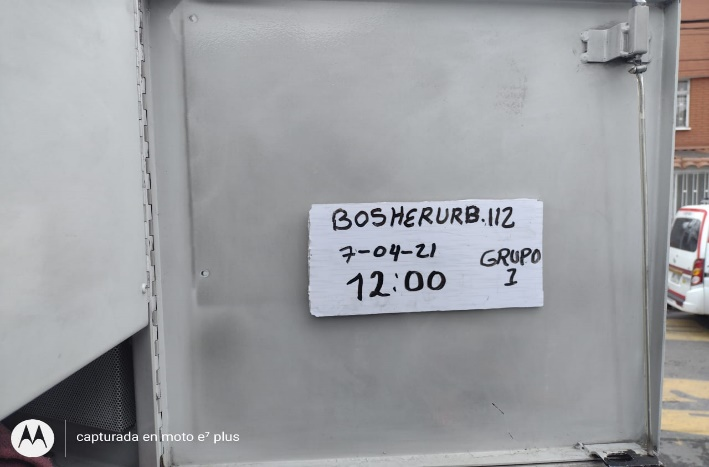 BOSHERURB.112
7-04-21
12:00
GRUPO
I
capturada en moto e⁷ plus